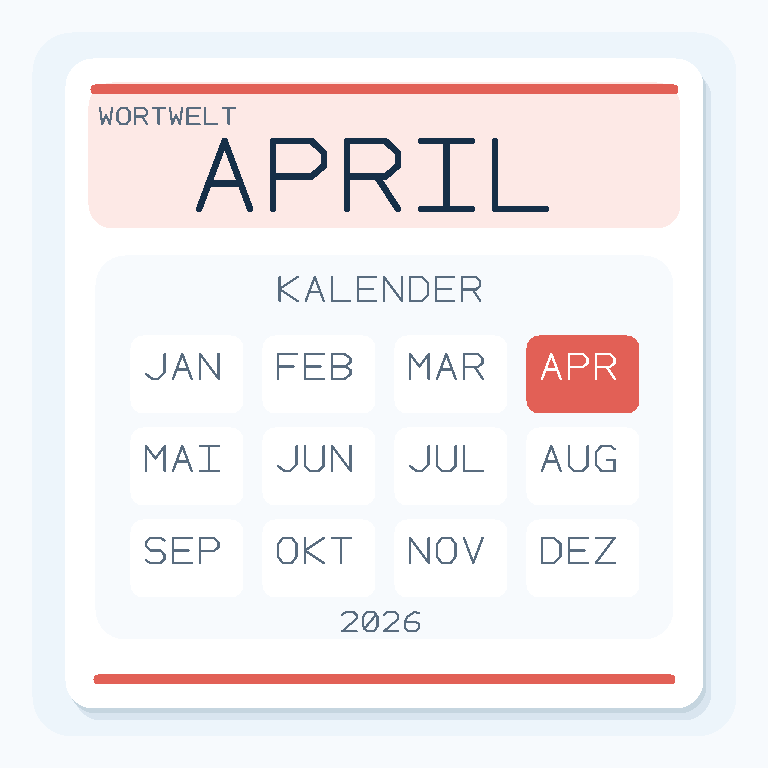 WORTWELT
APRIL
KALENDER
JAN FEB MAR APR
MAI JUN JUL AUG
SEP OKT NOV DEZ
2026